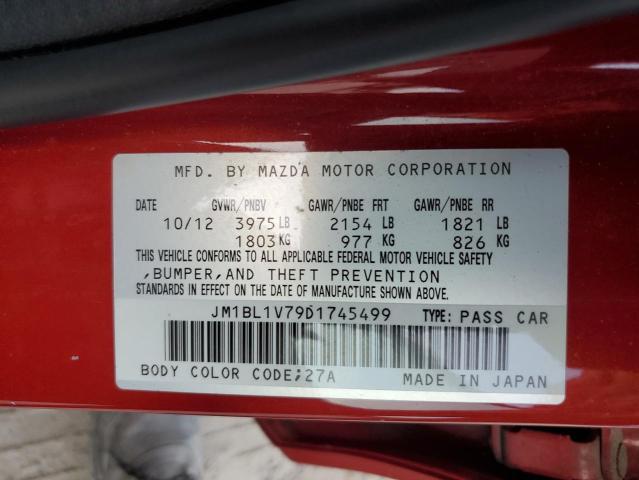 MFD. BY MAZDA MOTOR CORPORATION
DATE GVWR/PNBV GAWR/PNBE FRT GAWR/PNBE RR
10/12 3975 LB 2154 LB 1821 LB
1803 KG 977 KG 826 KG
THIS VEHICLE CONFORMS TO ALL APPLICABLE FEDERAL MOTOR VEHICLE SAFETY
,BUMPER,AND THEFT PREVENTION
STANDARDS IN EFFECT ON THE DATE OF MANUFACTURE SHOWN ABOVE.
JM1BL1V79D1745499 TYPE: PASS CAR
BODY COLOR CODE;27A MADE IN JAPAN